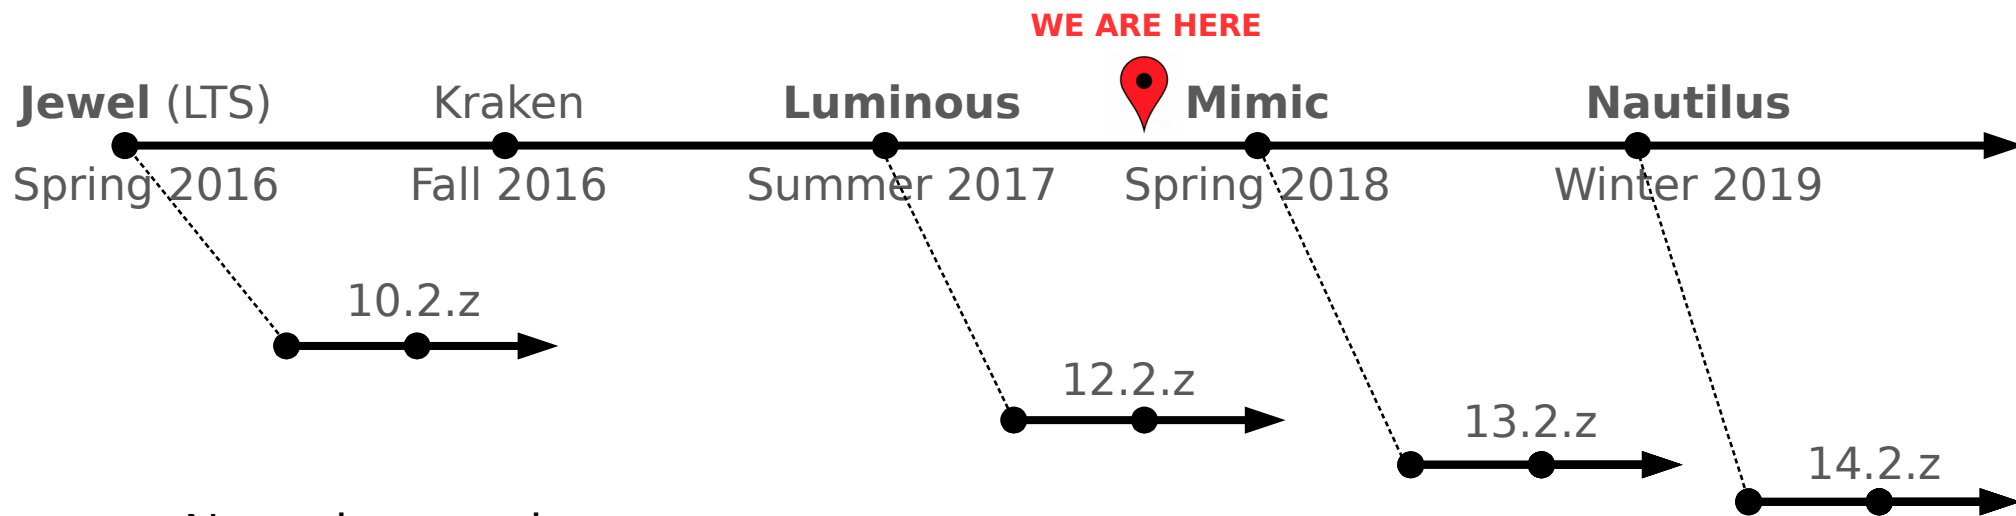 WE ARE HERE
Jewel (LTS) Kraken Luminous Mimic Nautilus
Spring 2016 Fall 2016 Summer 2017 Spring 2018 Winter 2019
10.2.z
12.2.z
13.2.z
14.2.z